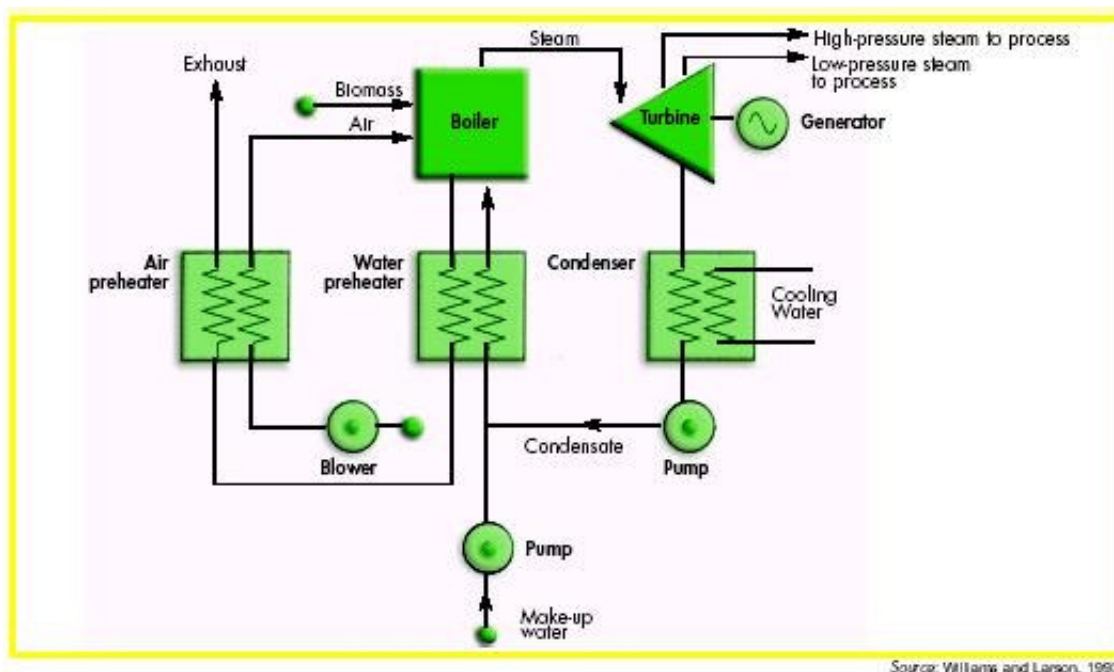 Steam
High-pressure steam to process
Low-pressure steam
to process
Exhaust
Biomass
Air
Boiler
Turbine
Generator
Air
preheater
Water
preheater
Condenser
Cooling
Water
Blower
Condensate
Pump
Pump
Make-up
water
Source: Williams and Larson,